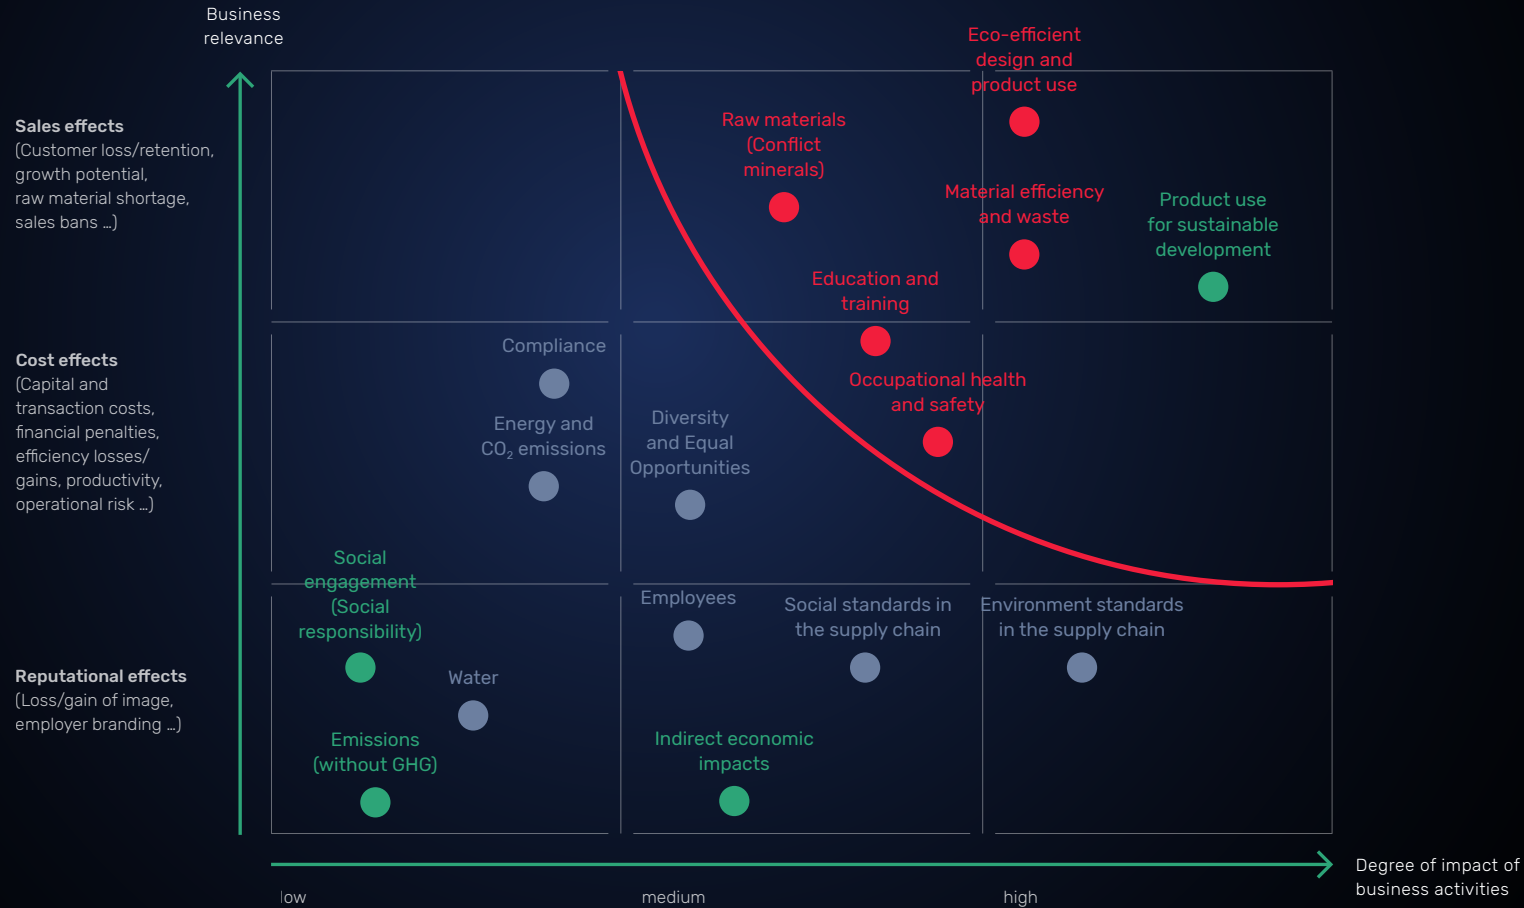 Business
relevance
Sales effects
(Customer loss/retention,
growth potential,
raw material shortage,
sales bans ...)
Cost effects
(Capital and
transaction costs,
financial penalties,
efficiency losses/
gains, productivity,
operational risk ...)
Reputational effects
(Loss/gain of image,
employer branding ...)
Eco-efficient
design and
product use
Raw materials
(Conflict
minerals)
Material efficiency
and waste
Product use
for sustainable
development
Education and
training
Compliance
Occupational health
and safety
Energy and
CO₂ emissions
Diversity
and Equal
Opportunities
Social
engagement
(Social
responsibility)
Employees
Social standards in
the supply chain
Environment standards
in the supply chain
Water
Emissions
(without GHG)
Indirect economic
impacts
low
medium
high
Degree of impact of
business activities